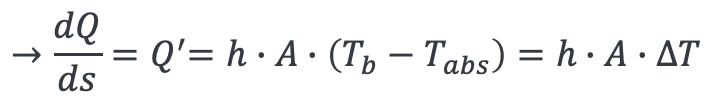 → dQ/ds = Q′= h · A · (T_b − T_abs) = h · A · ΔT